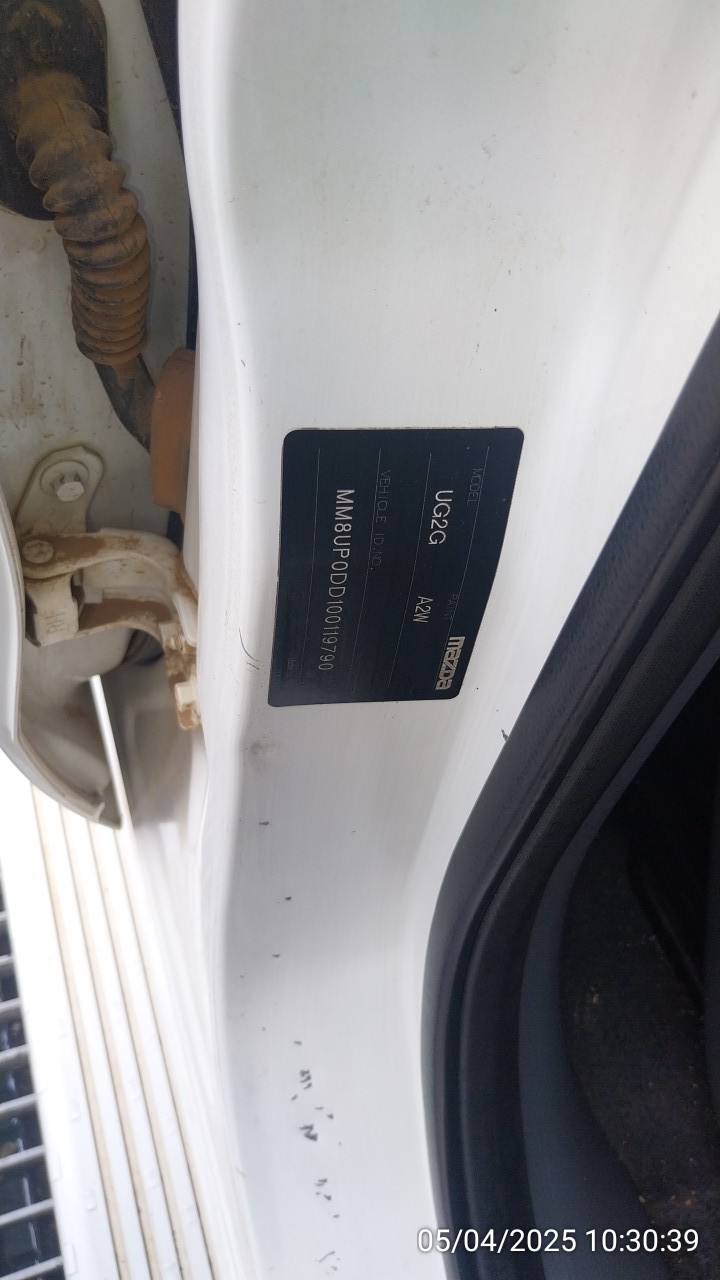 MODEL PAINT
UG2G A2W mazda
VEHICLE ID.NO.
MM8UP0DD100119790
05/04/2025 10:30:39